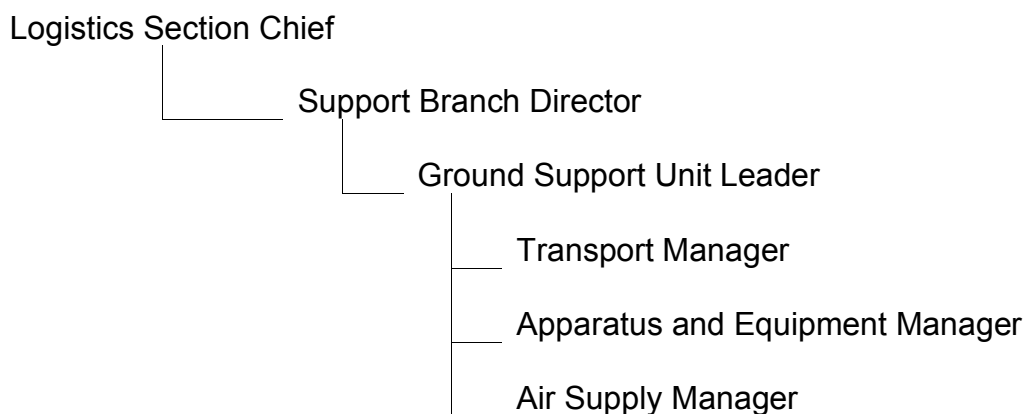 Logistics Section Chief
Support Branch Director
Ground Support Unit Leader
Transport Manager
Apparatus and Equipment Manager
Air Supply Manager